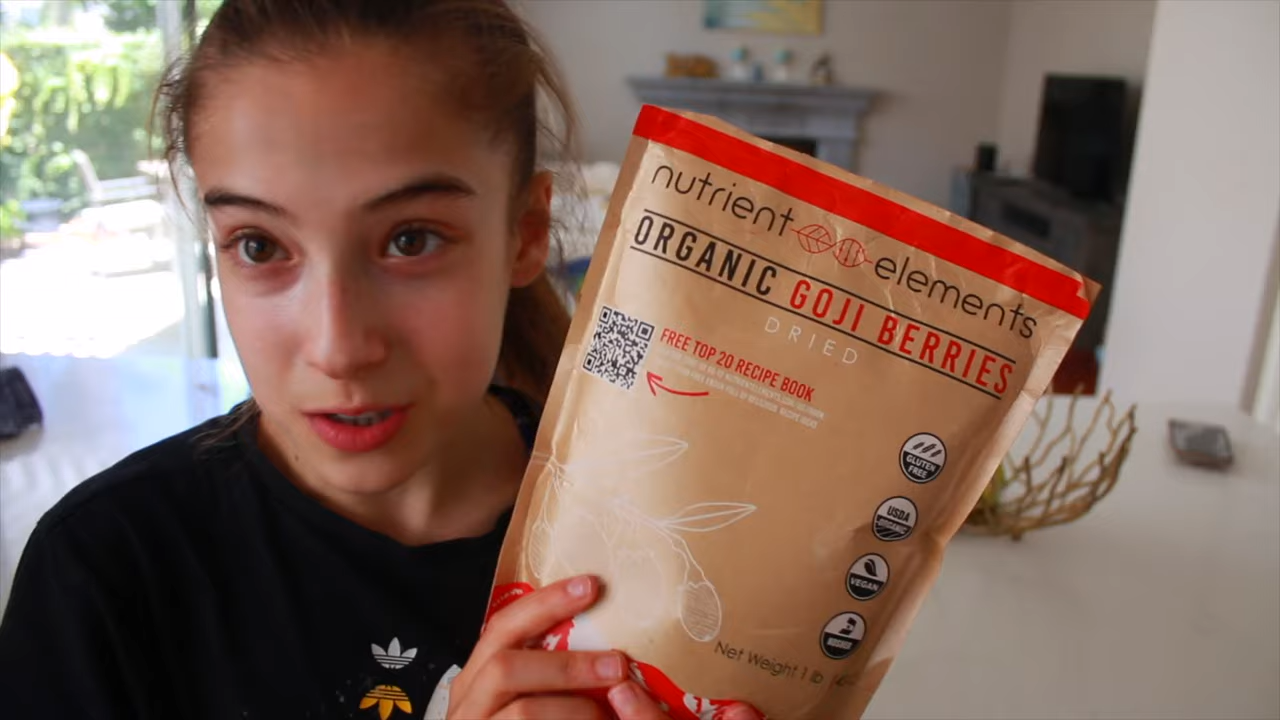 nutrient elements
ORGANIC GOJI BERRIES
DRIED
FREE TOP 20 RECIPE BOOK
GLUTEN FREE
USDA ORGANIC
VEGAN
Net Weight 1 lb